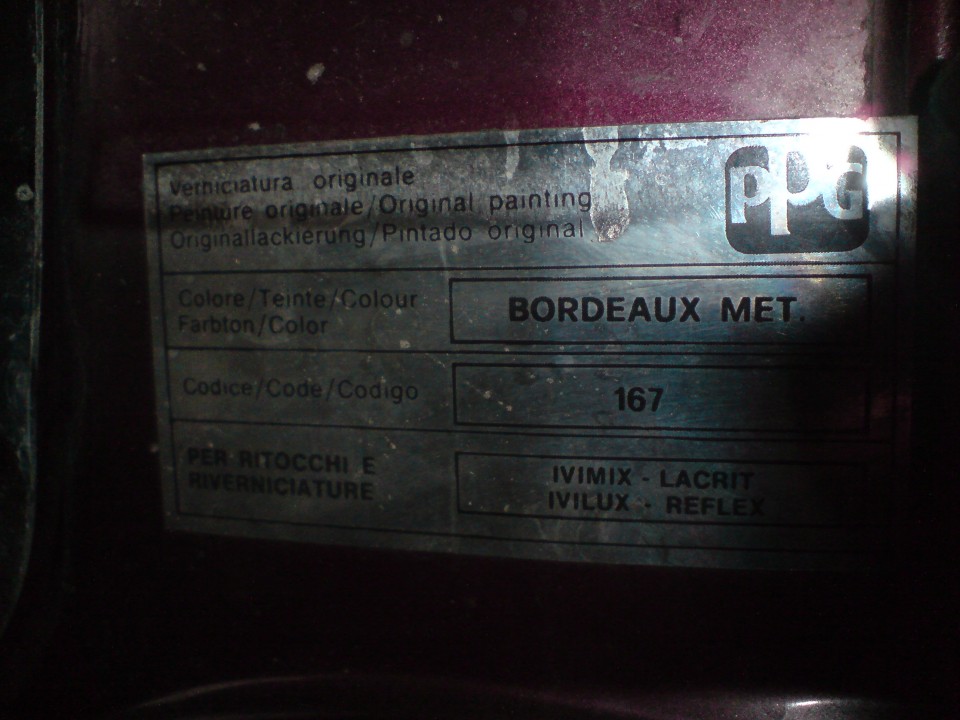 Verniciatura originale
Peinture originale/Original painting
Originallackierung/Pintado original
PPG
Colore/Teinte/Colour
Farbton/Color
BORDEAUX MET.
Codice/Code/Codigo
167
PER RITOCCHI E
RIVERNICIATURE
IVIMIX - LACRIT
IVILUX - REFLEX